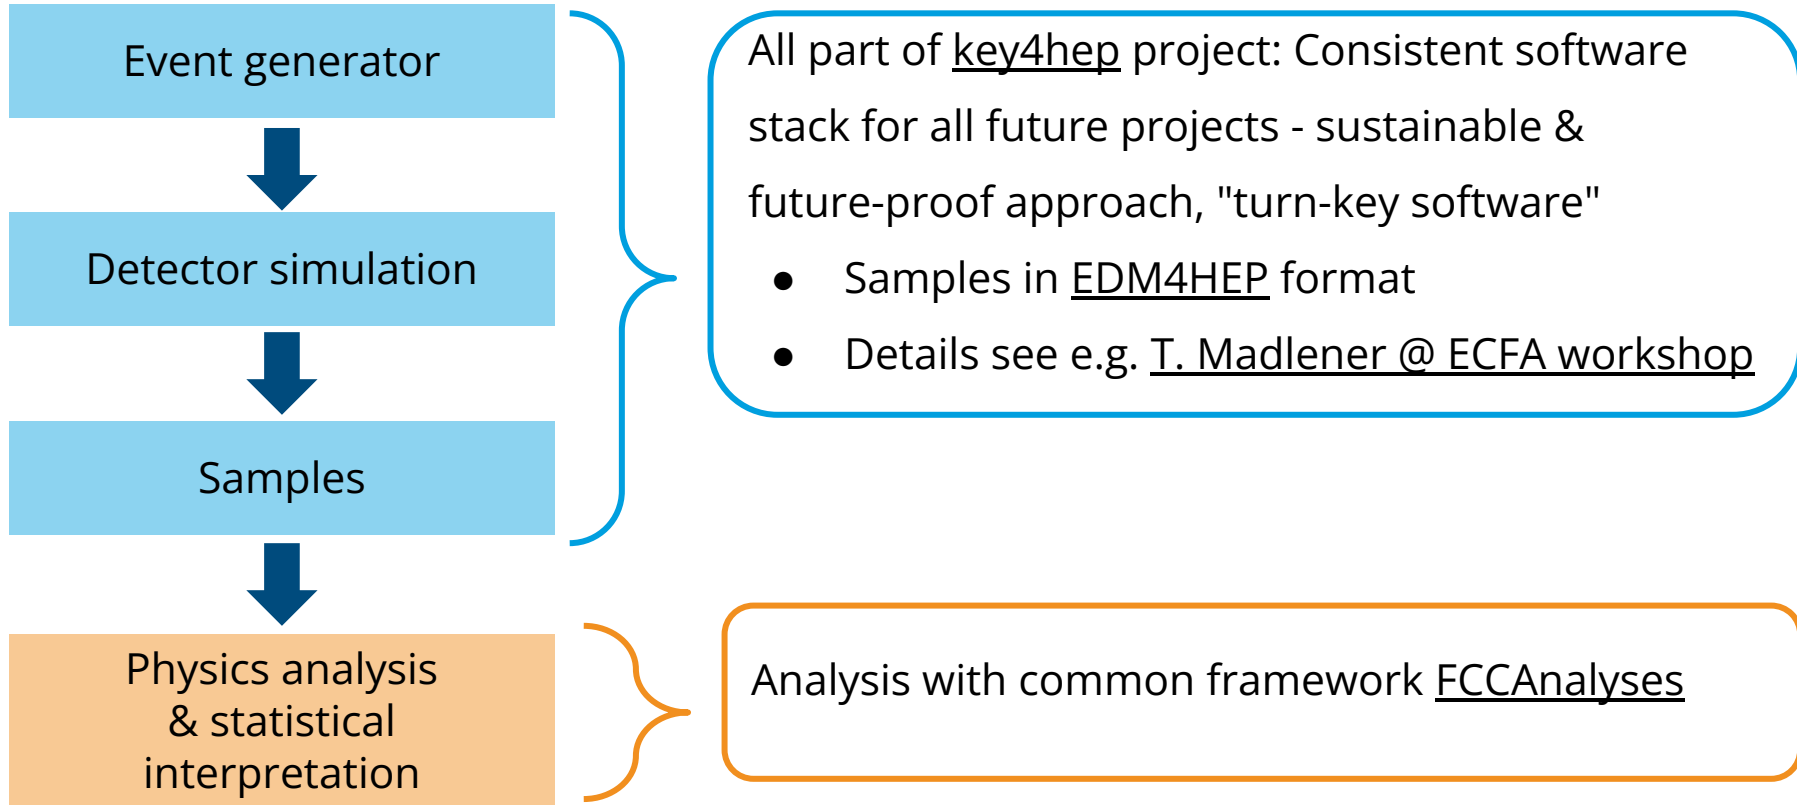 Event generator
Detector simulation
Samples
Physics analysis
& statistical
interpretation
All part of key4hep project: Consistent software
stack for all future projects - sustainable &
future-proof approach, "turn-key software"
● Samples in EDM4HEP format
● Details see e.g. T. Madlener @ ECFA workshop
Analysis with common framework FCCAnalyses